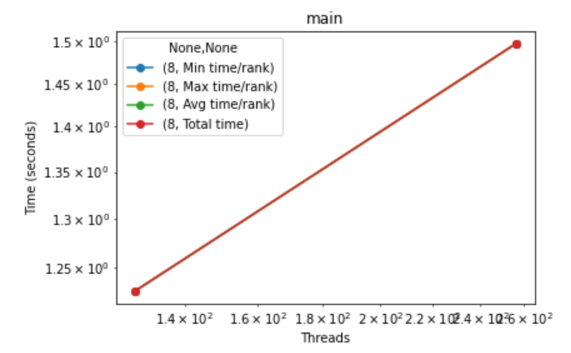 main
None,None
(8, Min time/rank)
(8, Max time/rank)
(8, Avg time/rank)
(8, Total time)
Time (seconds)
1.5 × 10⁰
1.45 × 10⁰
1.4 × 10⁰
1.35 × 10⁰
1.3 × 10⁰
1.25 × 10⁰
1.4 × 10² 1.6 × 10² 1.8 × 10² 2 × 10² 2.2 × 10² 2.4 × 10² 2.6 × 10²
Threads